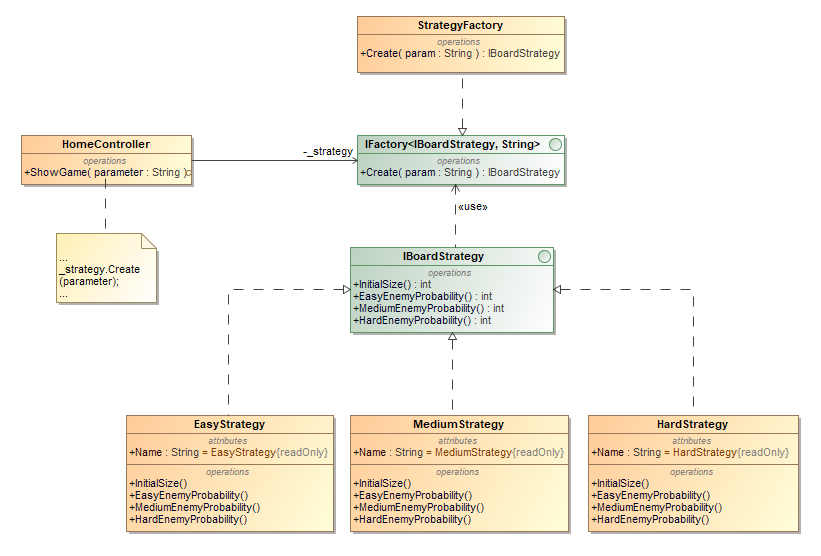 StrategyFactory
operations
+Create( param : String ) : IBoardStrategy
HomeController
operations
+ShowGame( parameter : String )
-_strategy
IFactory<IBoardStrategy, String>
operations
+Create( param : String ) : IBoardStrategy
...
_strategy.Create
(parameter);
...
«use»
IBoardStrategy
operations
+InitialSize() : int
+EasyEnemyProbability() : int
+MediumEnemyProbability() : int
+HardEnemyProbability() : int
EasyStrategy
attributes
+Name : String = EasyStrategy{readOnly}
operations
+InitialSize()
+EasyEnemyProbability()
+MediumEnemyProbability()
+HardEnemyProbability()
MediumStrategy
attributes
+Name : String = MediumStrategy{readOnly}
operations
+InitialSize()
+EasyEnemyProbability()
+MediumEnemyProbability()
+HardEnemyProbability()
HardStrategy
attributes
+Name : String = HardStrategy{readOnly}
operations
+InitialSize()
+EasyEnemyProbability()
+MediumEnemyProbability()
+HardEnemyProbability()